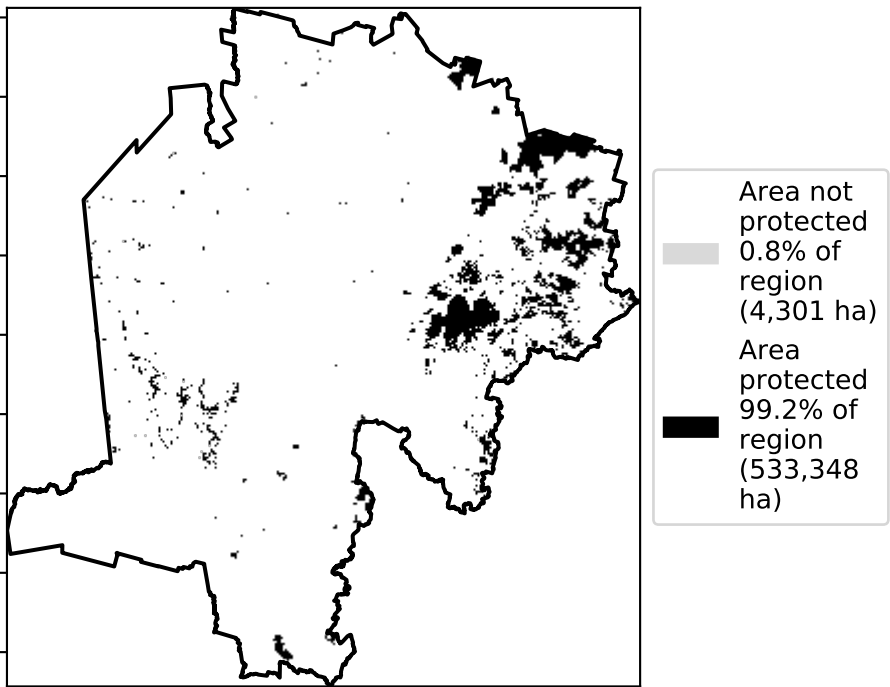 Area not
protected
0.8% of
region
(4,301 ha)
Area
protected
99.2% of
region
(533,348
ha)